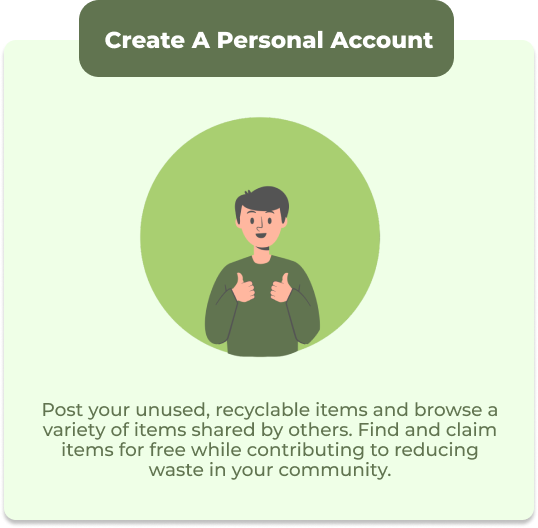 Create A Personal Account
Post your unused, recyclable items and browse a
variety of items shared by others. Find and claim
items for free while contributing to reducing
waste in your community.